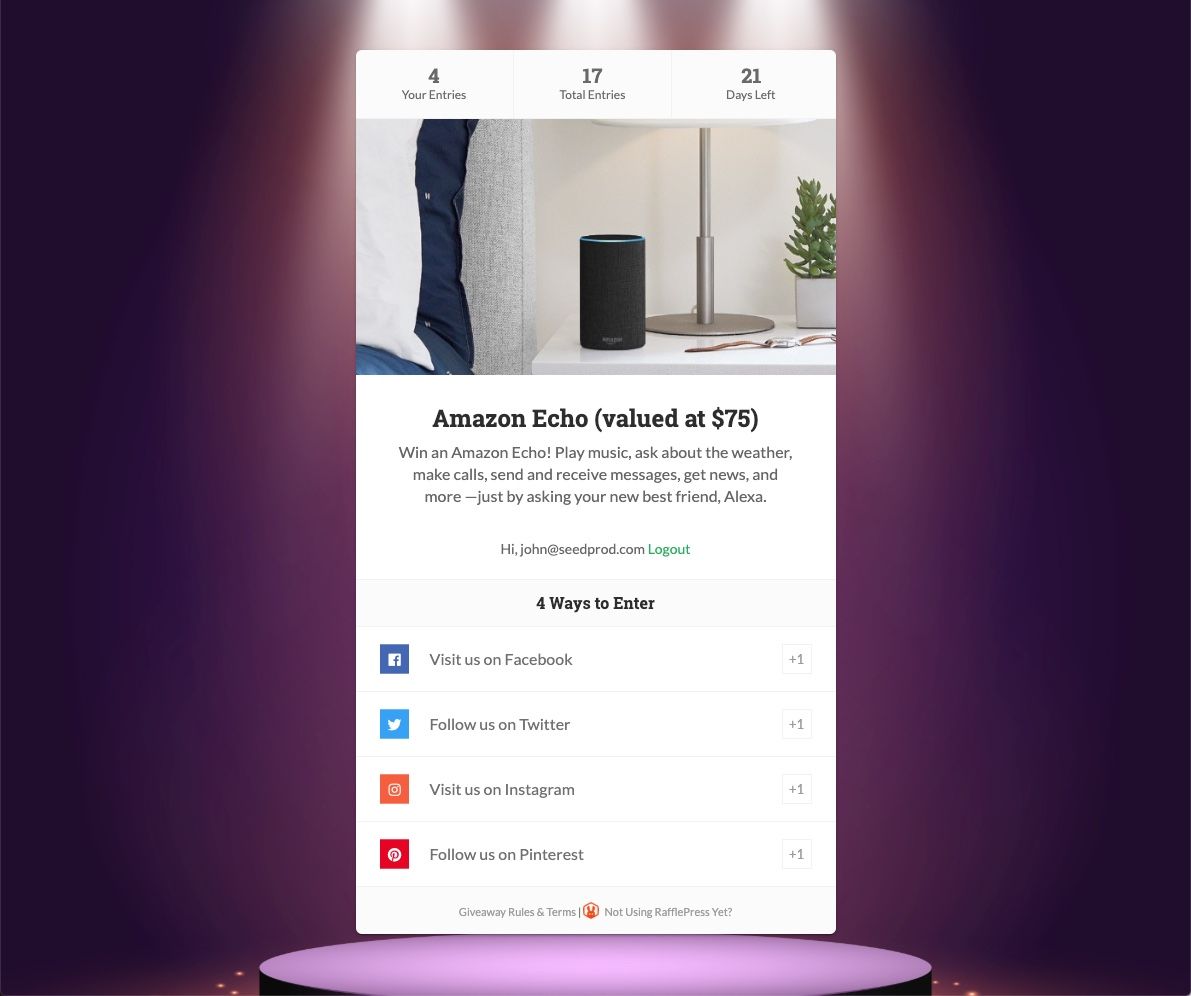 4
Your Entries
17
Total Entries
21
Days Left
amazon
Amazon Echo (valued at $75)
Win an Amazon Echo! Play music, ask about the weather,
make calls, send and receive messages, get news, and
more —just by asking your new best friend, Alexa.
Hi, john@seedprod.com Logout
4 Ways to Enter
Visit us on Facebook +1
Follow us on Twitter +1
Visit us on Instagram +1
Follow us on Pinterest +1
Giveaway Rules & Terms | Not Using RafflePress Yet?